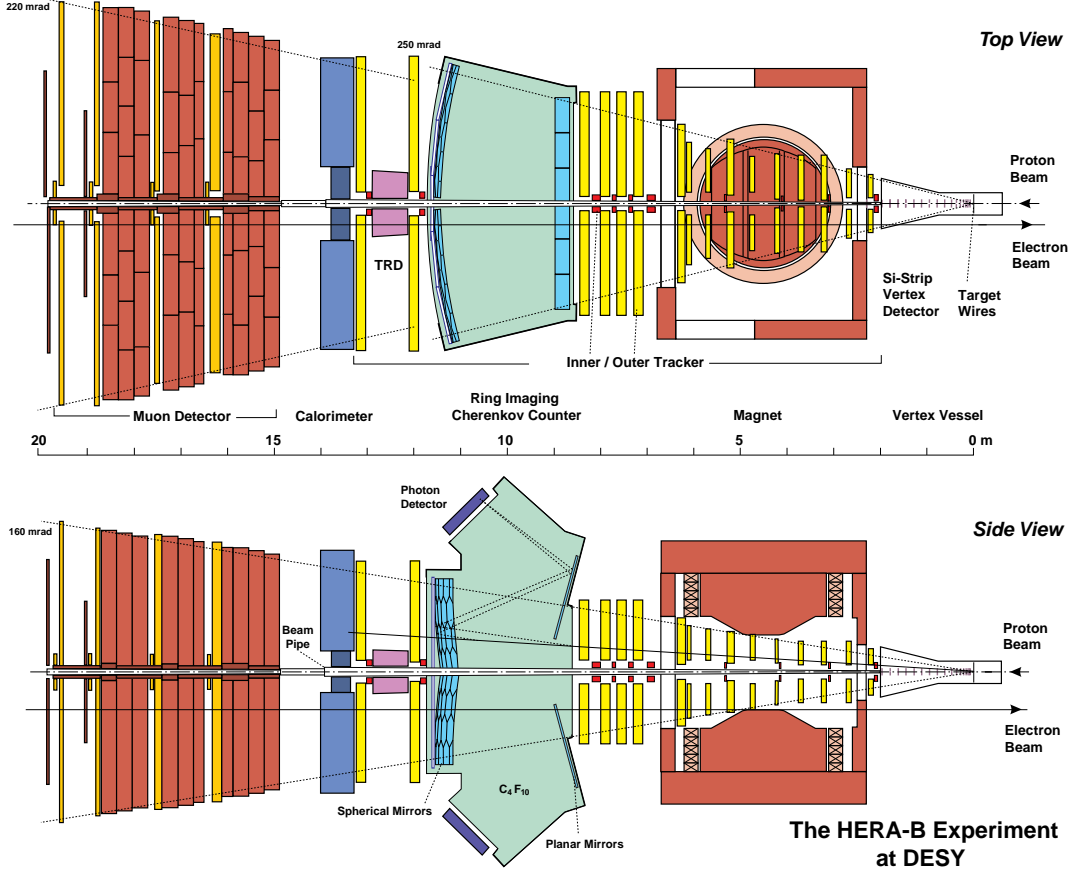 220 mrad
Top View
250 mrad
Proton
Beam
Electron
Beam
TRD
Si-Strip
Vertex
Detector
Target
Wires
Inner / Outer Tracker
Muon Detector
Calorimeter
Ring Imaging
Cherenkov Counter
Magnet
Vertex Vessel
20 15 10 5 0 m
Photon
Detector
160 mrad
Side View
Beam
Pipe
Proton
Beam
Electron
Beam
C4 F10
Spherical Mirrors
Planar Mirrors
The HERA-B Experiment
at DESY